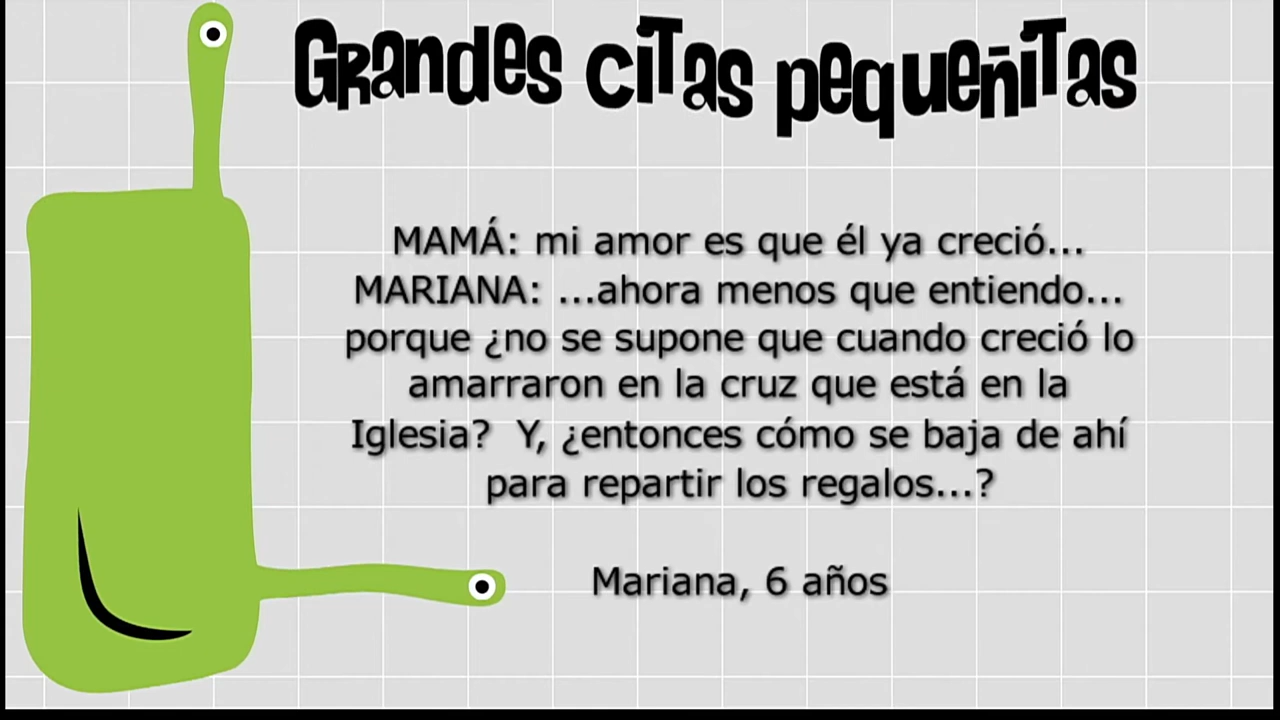 Grandes citas pequeñitas
MAMÁ: mi amor es que él ya creció...
MARIANA: ...ahora menos que entiendo...
porque ¿no se supone que cuando creció lo
amarraron en la cruz que está en la
Iglesia?  Y, ¿entonces cómo se baja de ahí
para repartir los regalos...?
Mariana, 6 años